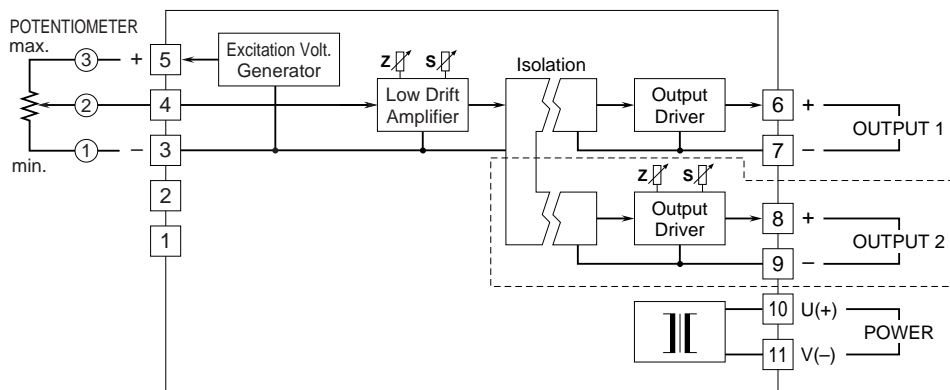 POTENTIOMETER
max.
3 + 5
Excitation Volt.
Generator
Z S
Isolation
2 4
Low Drift
Amplifier
Output
Driver
6 +
OUTPUT 1
1 – 3
7 –
min.
2
Z S
1
Output
Driver
8 +
OUTPUT 2
9 –
10 U(+)
POWER
11 V(–)